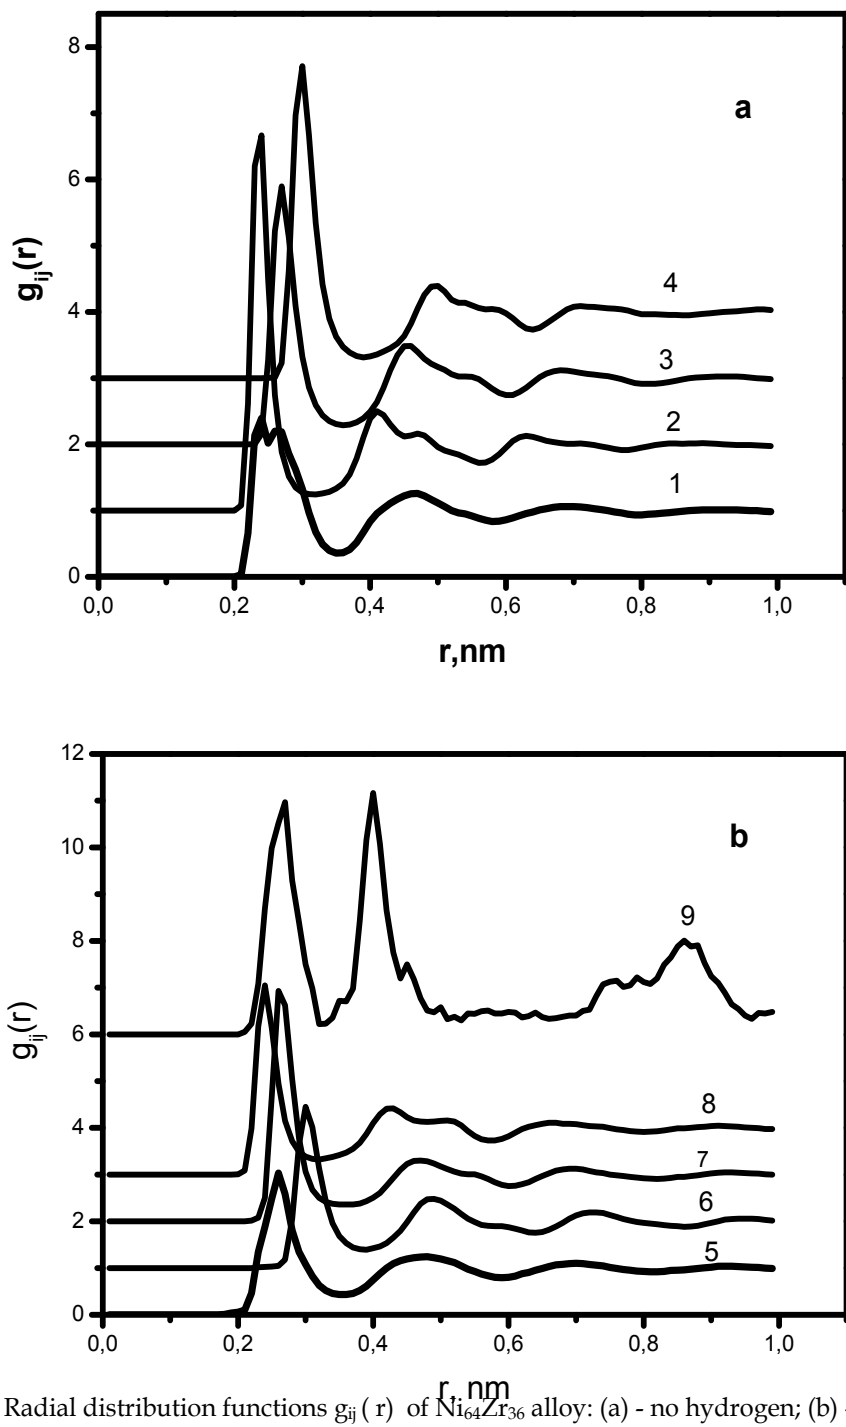 8
6
4
2
0
g_ij(r)
a
4
3
2
1
0,0 0,2 0,4 0,6 0,8 1,0
r,nm
12
10
8
6
4
2
0
g_ij(r)
b
9
8
7
6
5
0,0 0,2 0,4 0,6 0,8 1,0
r, nm
Radial distribution functions g_ij ( r) of Ni₆₄Zr₃₆ alloy: (a) - no hydrogen; (b) -